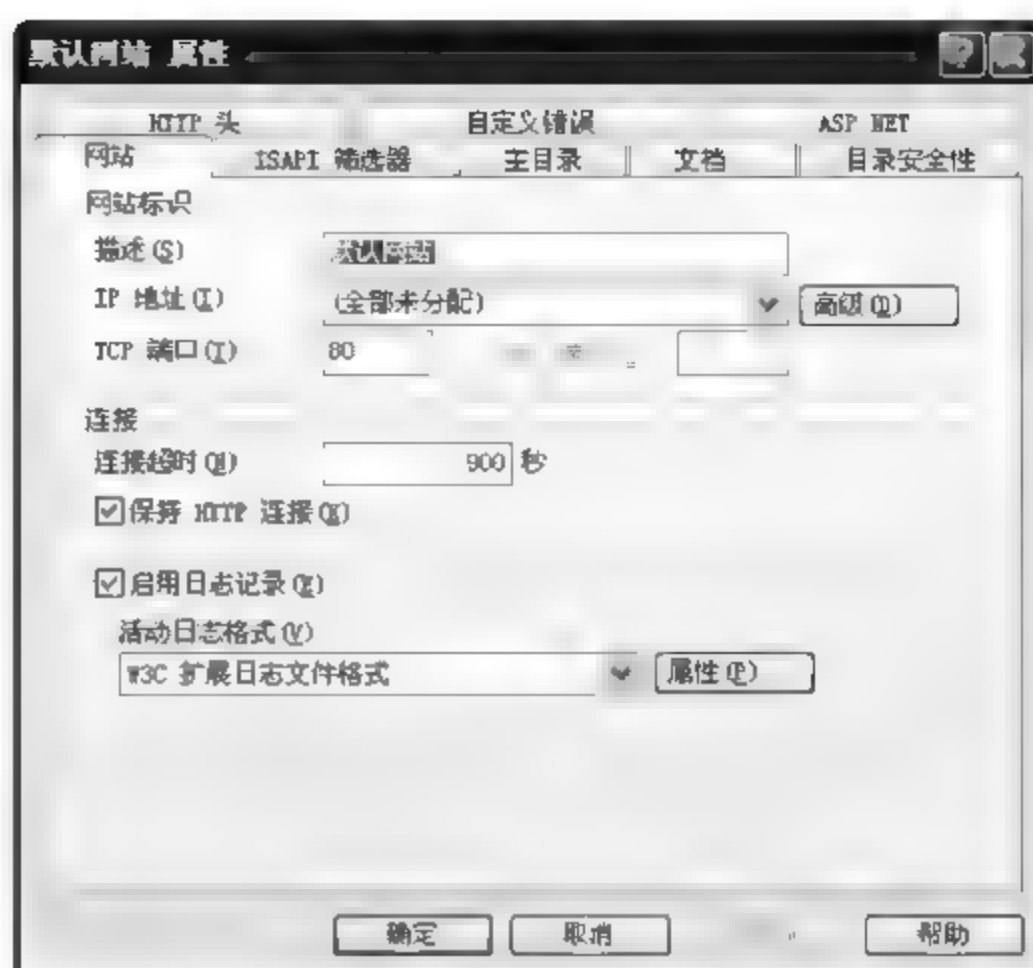 默认网站 属性
HTTP 头 自定义错误 ASP.NET
网站 ISAPI 筛选器 主目录 文档 目录安全性
网站标识
描述(S) 默认网站
IP 地址(I) (全部未分配) 高级(D)
TCP 端口(T) 80
连接
连接超时(N) 900 秒
保持 HTTP 连接(K)
启用日志记录(E)
活动日志格式(V)
W3C 扩展日志文件格式 属性(P)
确定 取消 帮助